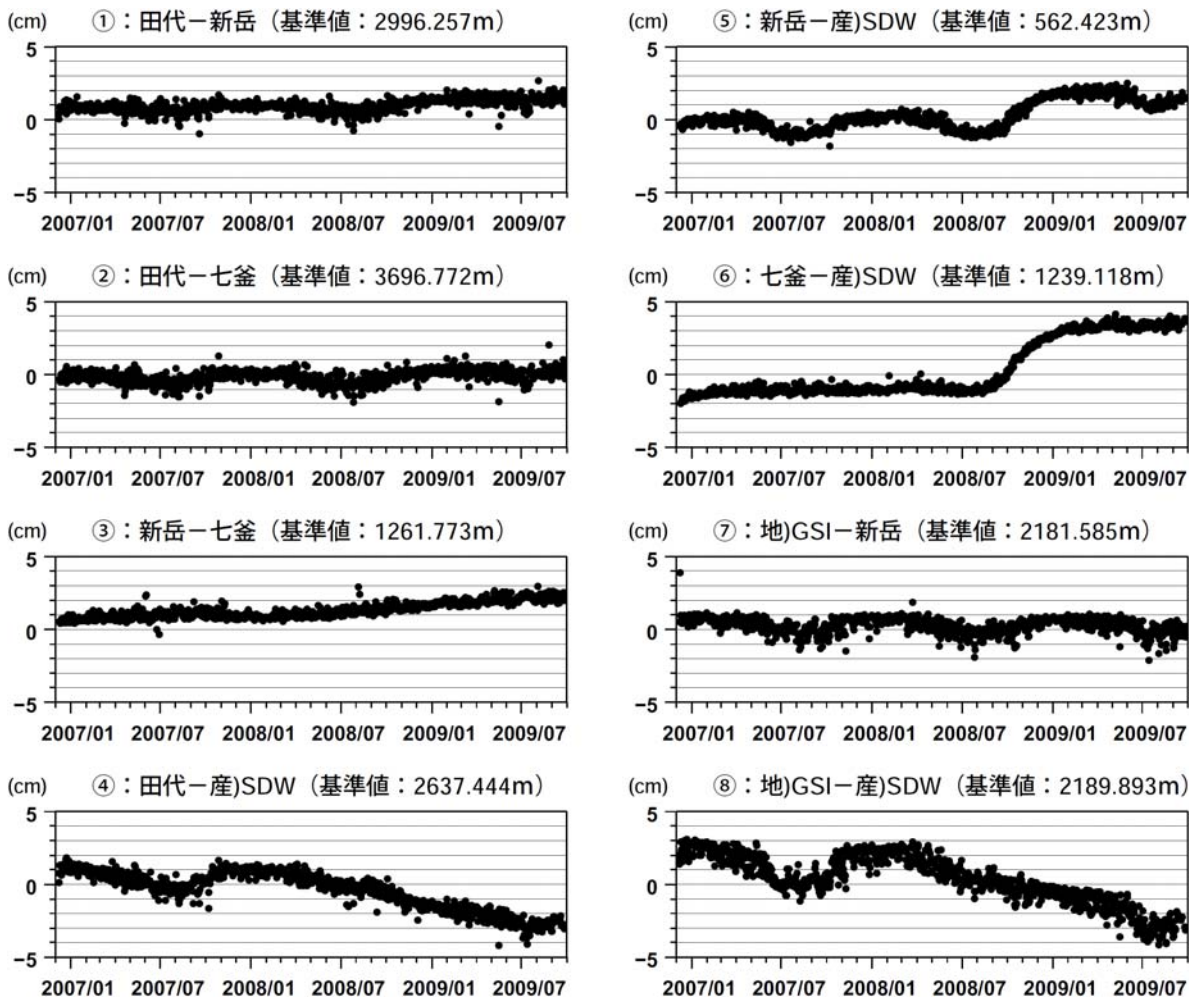 (cm) ①：田代－新岳（基準値：2996.257m）
5
0
−5
2007/01 2007/07 2008/01 2008/07 2009/01 2009/07
(cm) ②：田代－七釜（基準値：3696.772m）
5
0
−5
2007/01 2007/07 2008/01 2008/07 2009/01 2009/07
(cm) ③：新岳－七釜（基準値：1261.773m）
5
0
−5
2007/01 2007/07 2008/01 2008/07 2009/01 2009/07
(cm) ④：田代－産)SDW（基準値：2637.444m）
5
0
−5
2007/01 2007/07 2008/01 2008/07 2009/01 2009/07
(cm) ⑤：新岳－産)SDW（基準値：562.423m）
5
0
−5
2007/01 2007/07 2008/01 2008/07 2009/01 2009/07
(cm) ⑥：七釜－産)SDW（基準値：1239.118m）
5
0
−5
2007/01 2007/07 2008/01 2008/07 2009/01 2009/07
(cm) ⑦：地)GSI－新岳（基準値：2181.585m）
5
0
−5
2007/01 2007/07 2008/01 2008/07 2009/01 2009/07
(cm) ⑧：地)GSI－産)SDW（基準値：2189.893m）
5
0
−5
2007/01 2007/07 2008/01 2008/07 2009/01 2009/07